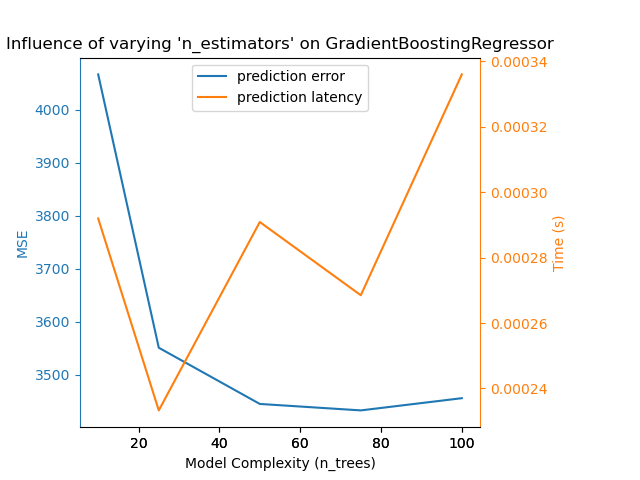 Influence of varying 'n_estimators' on GradientBoostingRegressor
prediction error
prediction latency
4000
3900
3800
3700
3600
3500
MSE
0.00034
0.00032
0.00030
0.00028
0.00026
0.00024
Time (s)
20 40 60 80 100
Model Complexity (n_trees)